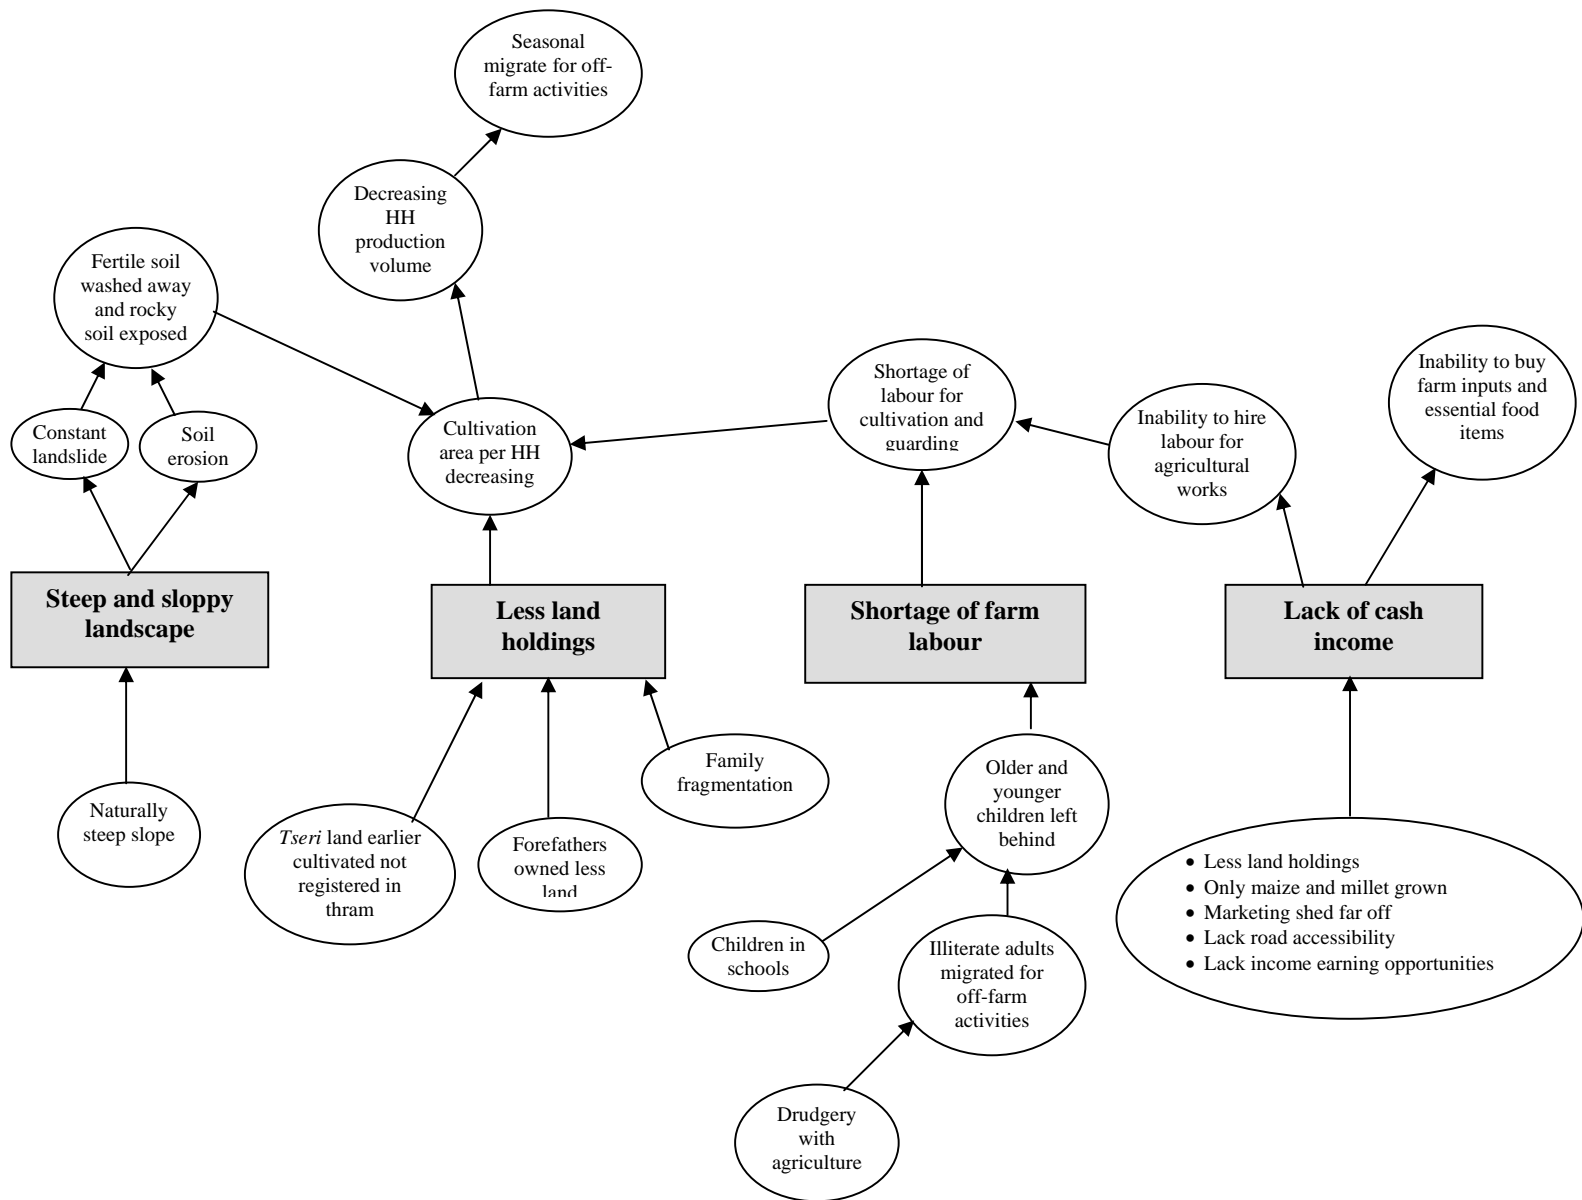 Seasonal
migrate for off-
farm activities
Decreasing
HH
production
volume
Fertile soil
washed away
and rocky
soil exposed
Constant
landslide
Soil
erosion
Cultivation
area per HH
decreasing
Shortage of
labour for
cultivation and
guarding
Inability to hire
labour for
agricultural
works
Inability to buy
farm inputs and
essential food
items
Steep and sloppy
landscape
Less land
holdings
Shortage of farm
labour
Lack of cash
income
Naturally
steep slope
Tseri land earlier
cultivated not
registered in
thram
Forefathers
owned less
land
Family
fragmentation
Older and
younger
children left
behind
Children in
schools
Illiterate adults
migrated for
off-farm
activities
Drudgery
with
agriculture
• Less land holdings
• Only maize and millet grown
• Marketing shed far off
• Lack road accessibility
• Lack income earning opportunities